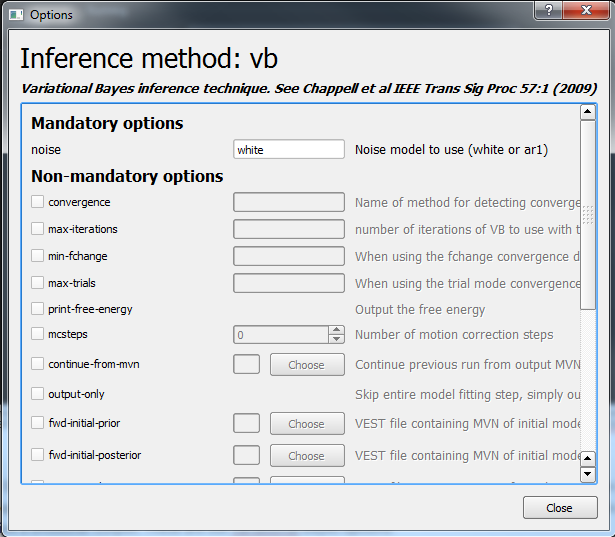 Options
Inference method: vb
Variational Bayes inference technique. See Chappell et al IEEE Trans Sig Proc 57:1 (2009)
Mandatory options
noise white Noise model to use (white or ar1)
Non-mandatory options
convergence Name of method for detecting converge
max-iterations number of iterations of VB to use with t
min-fchange When using the fchange convergence d
max-trials When using the trial mode convergence
print-free-energy Output the free energy
mcsteps 0 Number of motion correction steps
continue-from-mvn Choose Continue previous run from output MVN
output-only Skip entire model fitting step, simply ou
fwd-initial-prior Choose VEST file containing MVN of initial mode
fwd-initial-posterior Choose VEST file containing MVN of initial mode
Close